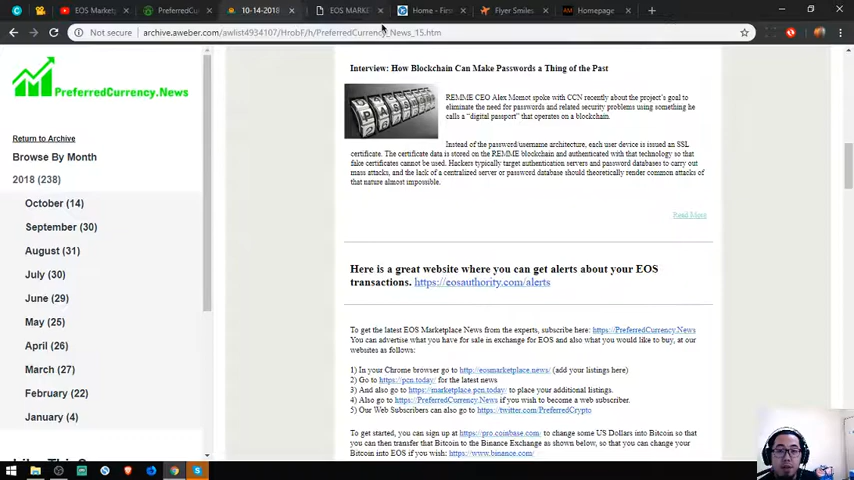 EOS Market
PreferredCu
10-14-2018
EOS MARKE
Home - Firs
Flyer Smiles
Homepage
Not secure
archive.aweber.com/awlist4934107/HrobF/h/PreferredCurrency_News_15.htm
PreferredCurrency.News
Return to Archive
Browse By Month
2018 (238)
October (14)
September (30)
August (31)
July (30)
June (29)
May (25)
April (26)
March (27)
February (22)
January (4)
Interview: How Blockchain Can Make Passwords a Thing of the Past
REMME CEO Alex Momot spoke with CCN recently about the project's goal to
eliminate the need for passwords and related security problems using something he
calls a "digital passport" that operates on a blockchain.
Instead of the password/username architecture, each user device is issued an SSL
certificate. The certificate data is stored on the REMME blockchain and authenticated with that technology so that
fake certificates cannot be used. Hackers typically target authentication servers and password databases to carry out
mass attacks, and the lack of a centralized server or password database should theoretically render common attacks of
that nature almost impossible.
Read More
Here is a great website where you can get alerts about your EOS
transactions. https://eosauthority.com/alerts
To get the latest EOS Marketplace News from the experts, subscribe here: https://PreferredCurrency.News
You can advertise what you have for sale in exchange for EOS and also what you would like to buy, at our
websites as follows:
1) In your Chrome browser go to http://eosmarketplace.news/ (add your listings here)
2) Go to https://pcn.today/ for the latest news
3) And also go to https://marketplace.pcn.today/ to place your additional listings.
4) Also go to https://PreferredCurrency.News if you wish to become a web subscriber.
5) Our Web Subscribers can also go to https://twitter.com/PreferredCrypto
To get started, you can sign up at https://pro.coinbase.com/ to change some US Dollars into Bitcoin so that
you can then transfer that Bitcoin to the Binance Exchange as shown below, so that you can change your
Bitcoin into EOS if you wish: https://www.binance.com/